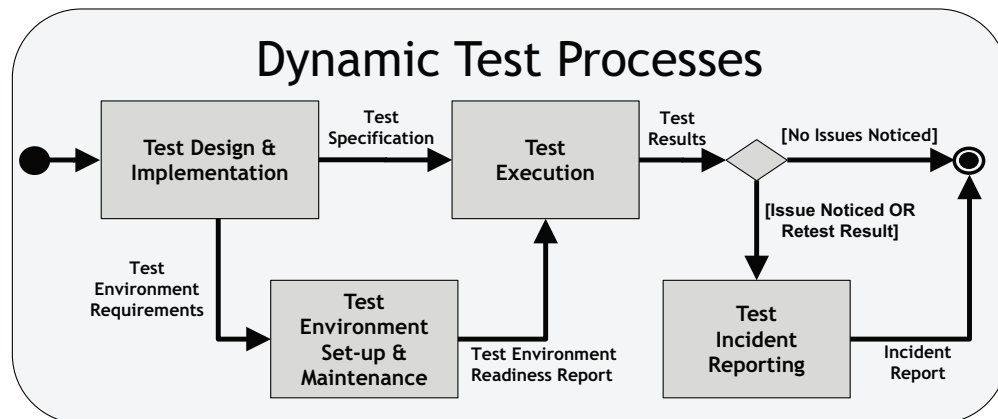 Dynamic Test Processes
Test Design &
Implementation
Test
Specification
Test
Execution
Test
Results
[No Issues Noticed]
[Issue Noticed OR
Retest Result]
Test
Environment
Requirements
Test
Environment
Set-up &
Maintenance
Test Environment
Readiness Report
Test
Incident
Reporting
Incident
Report